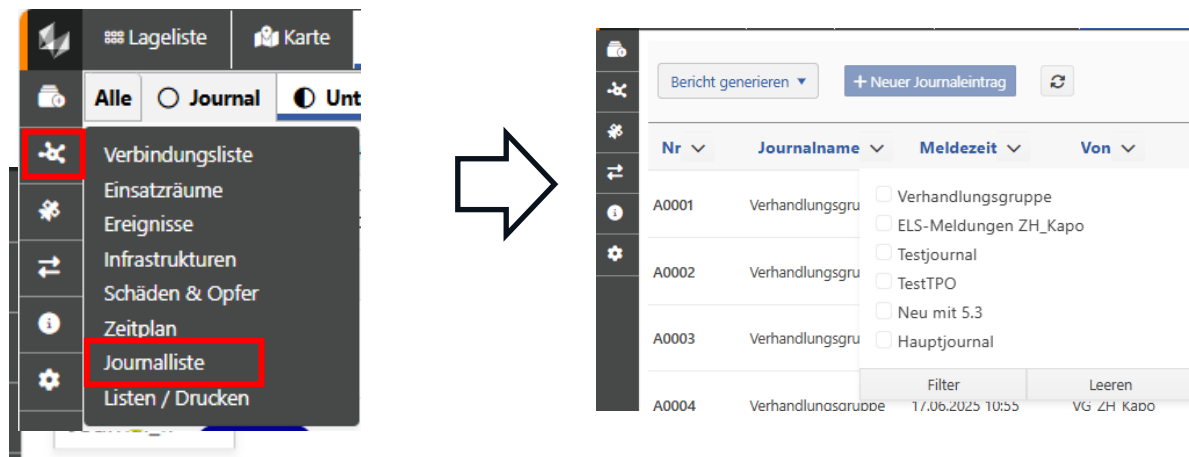 Lageliste Karte
Alle Journal Unt
Verbindungsliste
Einsatzräume
Ereignisse
Infrastrukturen
Schäden & Opfer
Zeitplan
Journalliste
Listen / Drucken
Bericht generieren + Neuer Journaleintrag
Nr Journalname Meldezeit Von
A0001 Verhandlungsgru
A0002 Verhandlungsgru
A0003 Verhandlungsgru
Verhandlungsgruppe
ELS-Meldungen ZH_Kapo
Testjournal
TestTPO
Neu mit 5.3
Hauptjournal
Filter Leeren
A0004 Verhandlungsgruppe 17.06.2025 10:55 VG ZH Kapo